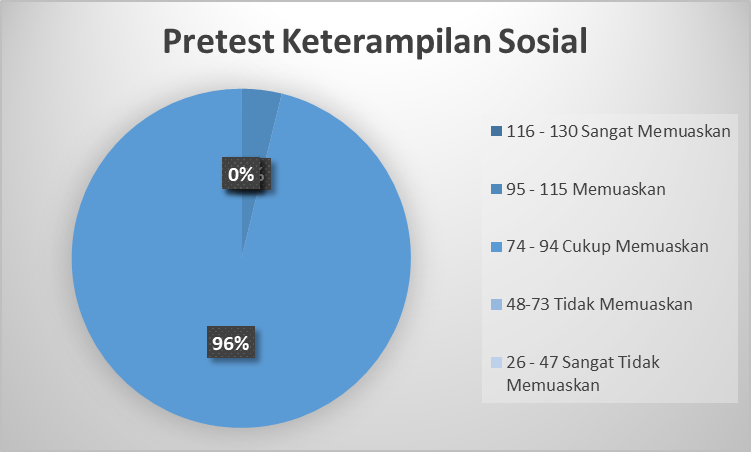 Pretest Keterampilan Sosial
0%
96%
116 - 130 Sangat Memuaskan
95 - 115 Memuaskan
74 - 94 Cukup Memuaskan
48-73 Tidak Memuaskan
26 - 47 Sangat Tidak
Memuaskan